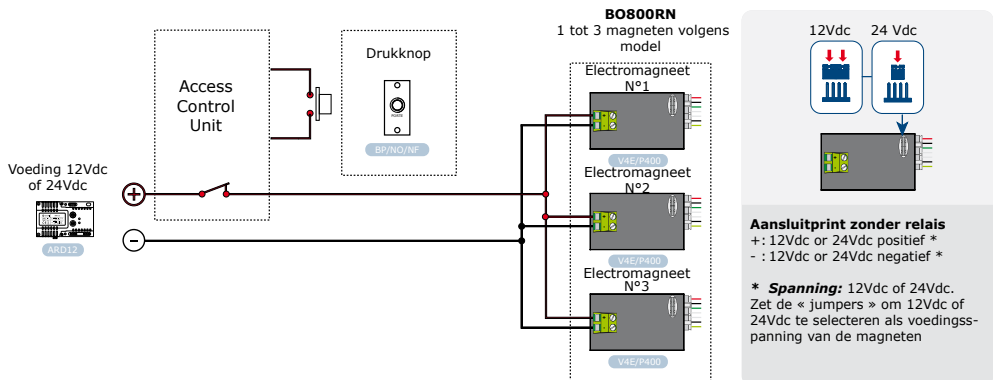 BO800RN
1 tot 3 magneten volgens
model
12Vdc
24 Vdc
Drukknop
BP/NO/NF
Access
Control
Unit
Electromagneet
N°1
V4E/P400
Voeding 12Vdc
of 24Vdc
ARD12
+
-
Electromagneet
N°2
V4E/P400
Electromagneet
N°3
V4E/P400
Aansluitprint zonder relais
+: 12Vdc or 24Vdc positief *
- : 12Vdc or 24Vdc negatief *
* Spanning: 12Vdc of 24Vdc.
Zet de « jumpers » om 12Vdc of
24Vdc te selecteren als voedingss-
panning van de magneten